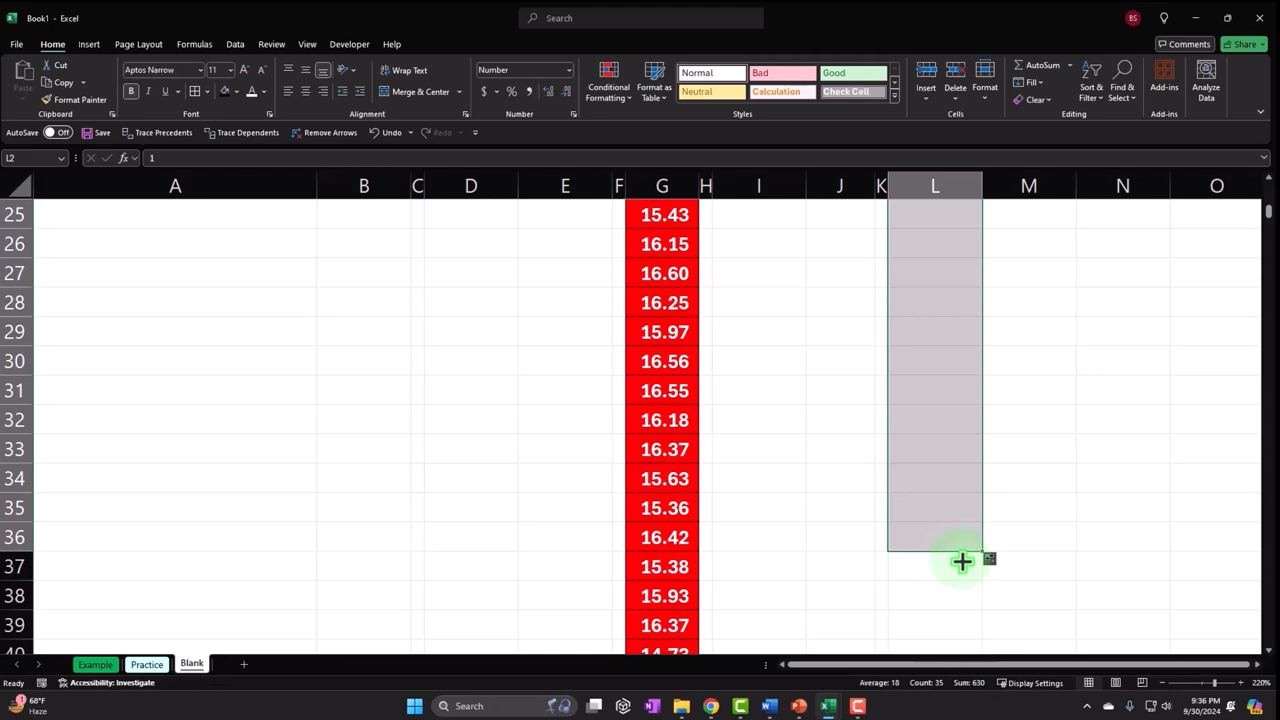 Book1 - Excel
Search
BS
File Home Insert Page Layout Formulas Data Review View Developer Help
Comments Share
Paste
Cut
Copy
Format Painter
Clipboard
Aptos Narrow 11
B I U
Font
Wrap Text
Merge & Center
Alignment
Number
$ % ,
Number
Conditional Formatting
Format as Table
Normal Bad Good
Neutral Calculation Check Cell
Styles
Insert Delete Format
Cells
AutoSum
Fill
Clear
Sort & Filter
Find & Select
Editing
Add-ins
Add-ins
Analyze Data
AutoSave Off Save Trace Precedents Trace Dependents Remove Arrows Undo Redo
L2 fx 1
A B C D E F G H I J K L M N O
25 15.43
26 16.15
27 16.60
28 16.25
29 15.97
30 16.56
31 16.55
32 16.18
33 16.37
34 15.63
35 15.36
36 16.42
37 15.38
38 15.93
39 16.37
40 14.73
Example Practice Blank
Ready Accessibility: Investigate Average: 18 Count: 35 Sum: 630 Display Settings 220%
68°F
Haze
Search
9:36 PM
9/30/2024